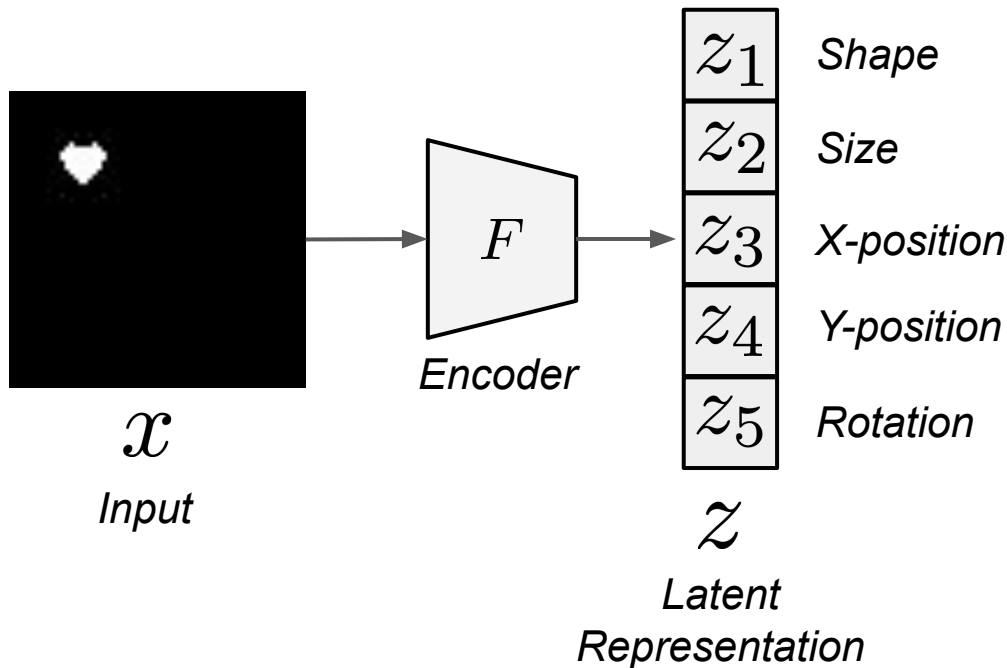 x
Input
F
Encoder
z₁ Shape
z₂ Size
z₃ X-position
z₄ Y-position
z₅ Rotation
z
Latent
Representation